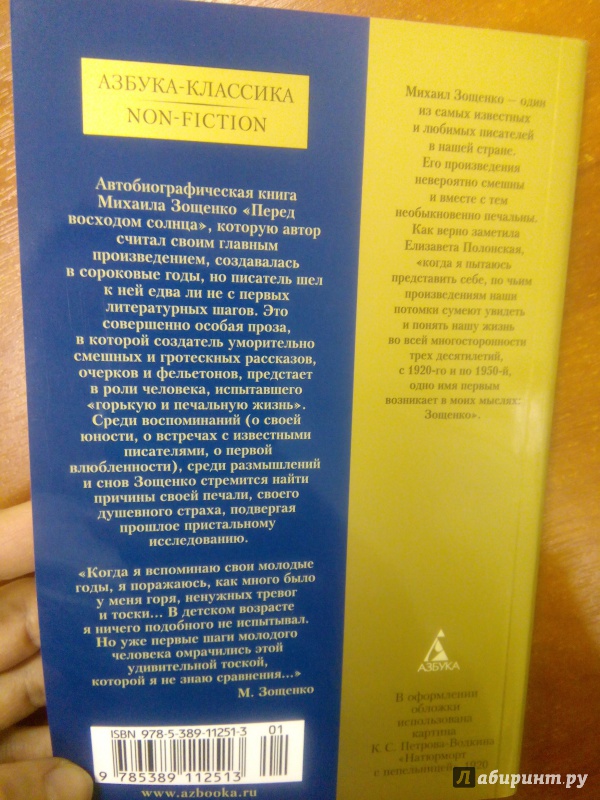 АЗБУКА-КЛАССИКА
NON-FICTION
Автобиографическая книга
Михаила Зощенко «Перед
восходом солнца», которую автор
считал своим главным
произведением, создавалась
в сороковые годы, но писатель шел
к ней едва ли не с первых
литературных шагов. Это
совершенно особая проза,
в которой создатель уморительно
смешных и гротескных рассказов,
очерков и фельетонов, предстает
в роли человека, испытавшего
«горькую и печальную жизнь».
Среди воспоминаний (о своей
юности, о встречах с известными
писателями, о первой
влюбленности), среди размышлений
и снов Зощенко стремится найти
причины своей печали, своего
душевного страха, подвергая
прошлое пристальному
исследованию.
«Когда я вспоминаю свои молодые
годы, я поражаюсь, как много было
у меня горя, ненужных тревог
и тоски... В детском возрасте
я ничего подобного не испытывал.
Но уже первые шаги молодого
человека омрачились этой
удивительной тоской,
которой я не знаю сравнения...»
М. Зощенко
ISBN 978-5-389-11251-3
01
9 785389 112513
www.azbooka.ru
Михаил Зощенко – один
из самых известных
и любимых писателей
в нашей стране.
Его произведения
невероятно смешны
и вместе с тем
необыкновенно печальны.
Как верно заметила
Елизавета Полонская,
«когда я пытаюсь
представить себе, по чьим
произведениям наши
потомки сумеют увидеть
и понять нашу жизнь
во всей многосторонности
трех десятилетий,
с 1920-го и по 1950-й,
одно имя первым
возникает в моих мыслях:
Зощенко».
АЗБУКА
В оформлении
обложки
использована
картина
К. С. Петрова-Водкина
«Натюрморт
с пепельницей». 1920
Лабиринт.ру